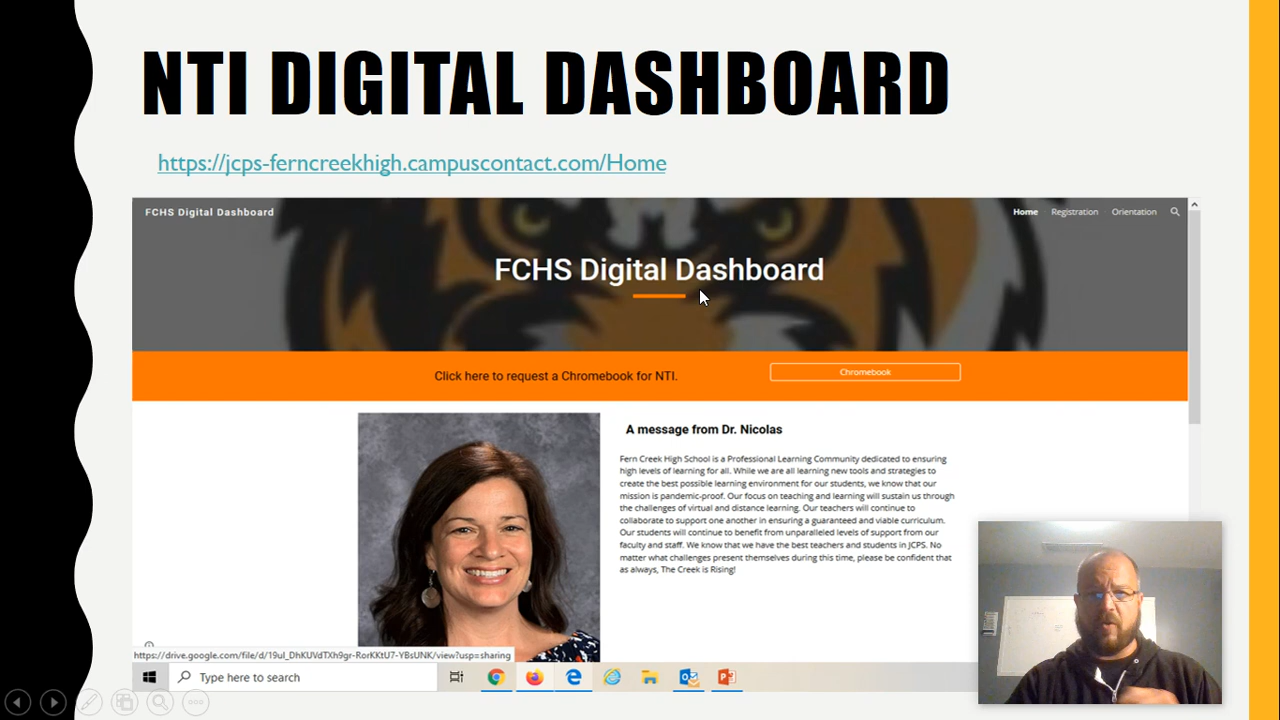 NTI DIGITAL DASHBOARD
https://jcps-ferncreekhigh.campuscontact.com/Home
FCHS Digital Dashboard
Home Registration Orientation
FCHS Digital Dashboard
Click here to request a Chromebook for NTI.
Chromebook
A message from Dr. Nicolas
Fern Creek High School is a Professional Learning Community dedicated to ensuring
high levels of learning for all. While we are all learning new tools and strategies to
create the best possible learning environment for our students, we know that our
mission is pandemic-proof. Our focus on teaching and learning will sustain us through
the challenges of virtual and distance learning. Our teachers will continue to
collaborate to support one another in ensuring a guaranteed and viable curriculum.
Our students will continue to benefit from unparalleled levels of support from our
faculty and staff. We know that we have the best teachers and students in JCPS. No
matter what challenges present themselves during this time, please be confident that
as always, The Creek is Rising!
https://drive.google.com/file/d/19ul_DhKUVdTXh9gr-RorKKtU7-YBsUNK/view?usp=sharing
Type here to search